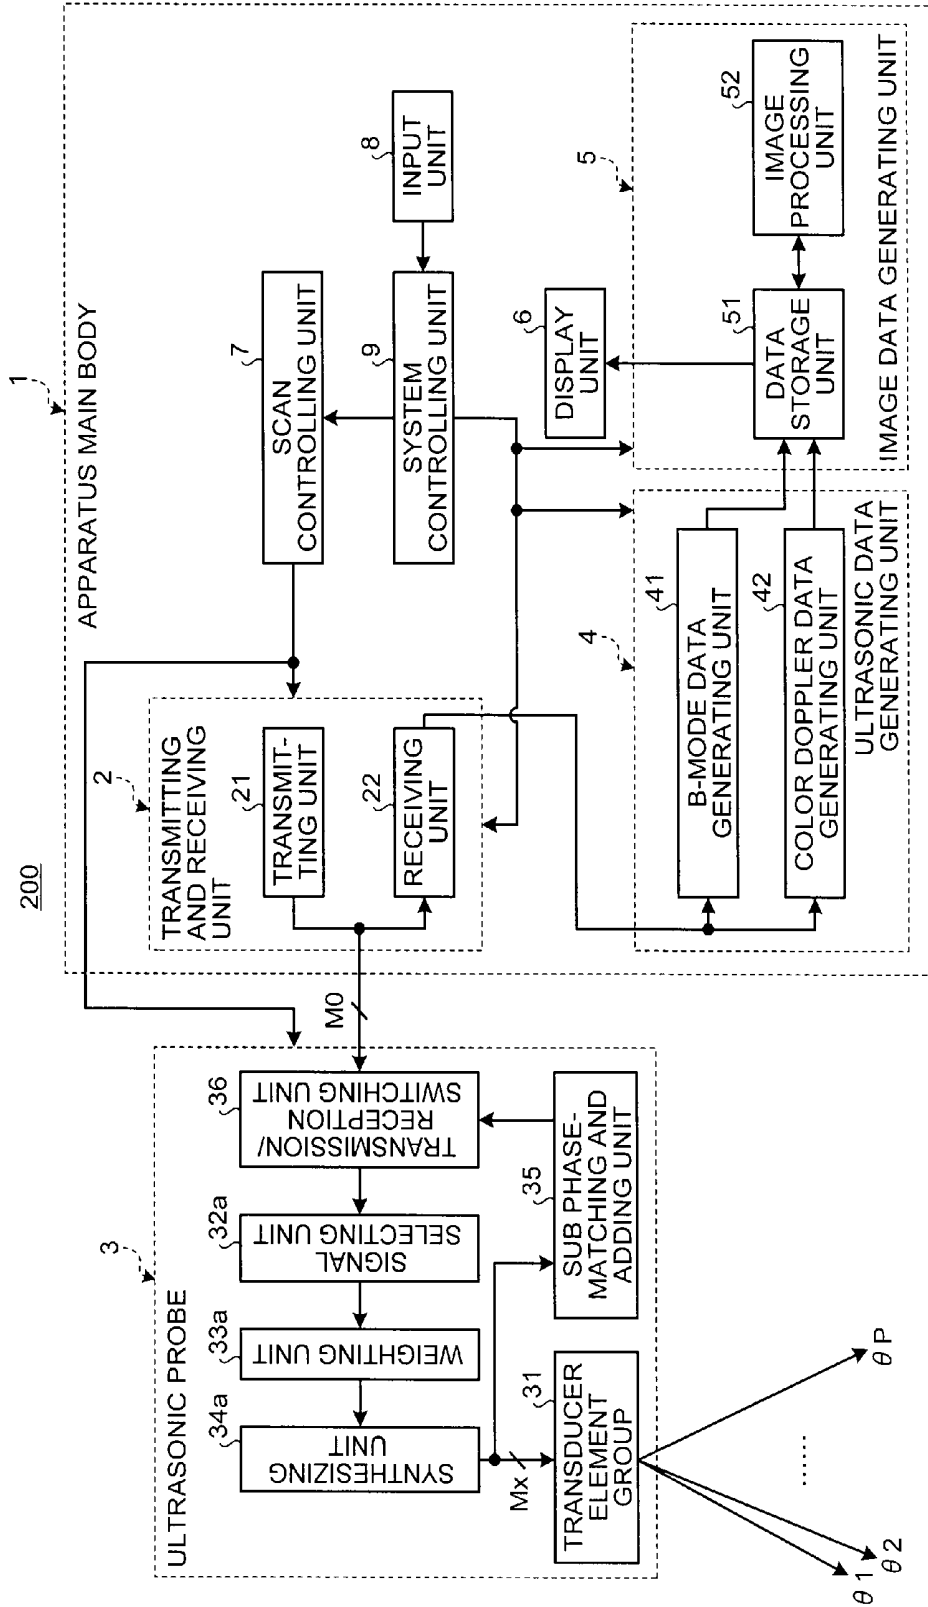 200
1
APPARATUS MAIN BODY
2
TRANSMITTING
AND RECEIVING
UNIT
21
TRANSMIT-
TING UNIT
22
RECEIVING
UNIT
7
SCAN
CONTROLLING UNIT
9
SYSTEM
CONTROLLING UNIT
8
INPUT
UNIT
6
DISPLAY
UNIT
4
41
B-MODE DATA
GENERATING UNIT
42
COLOR DOPPLER DATA
GENERATING UNIT
ULTRASONIC DATA
GENERATING UNIT
5
51
DATA
STORAGE
UNIT
52
IMAGE
PROCESSING
UNIT
IMAGE DATA GENERATING UNIT
M0
3
ULTRASONIC PROBE
36
TRANSMISSION/
RECEPTION
SWITCHING UNIT
32a
SIGNAL
SELECTING UNIT
33a
WEIGHTING UNIT
34a
SYNTHESIZING
UNIT
35
SUB PHASE-
MATCHING AND
ADDING UNIT
Mx
31
TRANSDUCER
ELEMENT
GROUP
θ1
θ2
......
θP